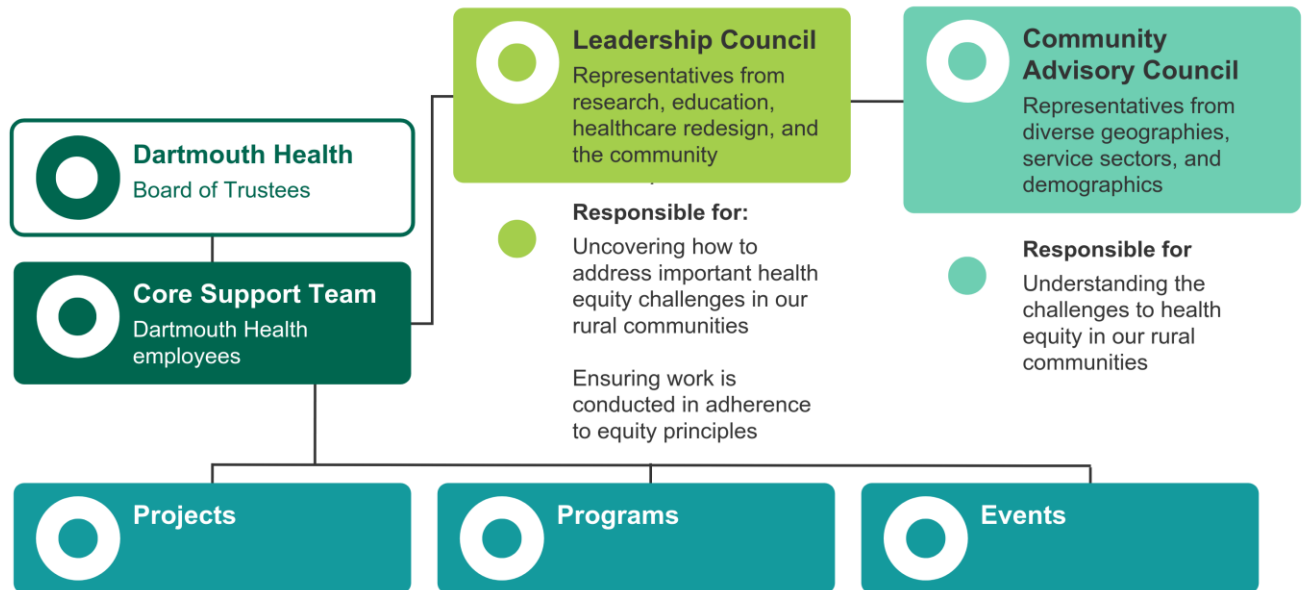 Dartmouth Health
Board of Trustees
Core Support Team
Dartmouth Health
employees
Leadership Council
Representatives from
research, education,
healthcare redesign, and
the community
Responsible for:
Uncovering how to
address important health
equity challenges in our
rural communities
Ensuring work is
conducted in adherence
to equity principles
Community
Advisory Council
Representatives from
diverse geographies,
service sectors, and
demographics
Responsible for
Understanding the
challenges to health
equity in our rural
communities
Projects
Programs
Events